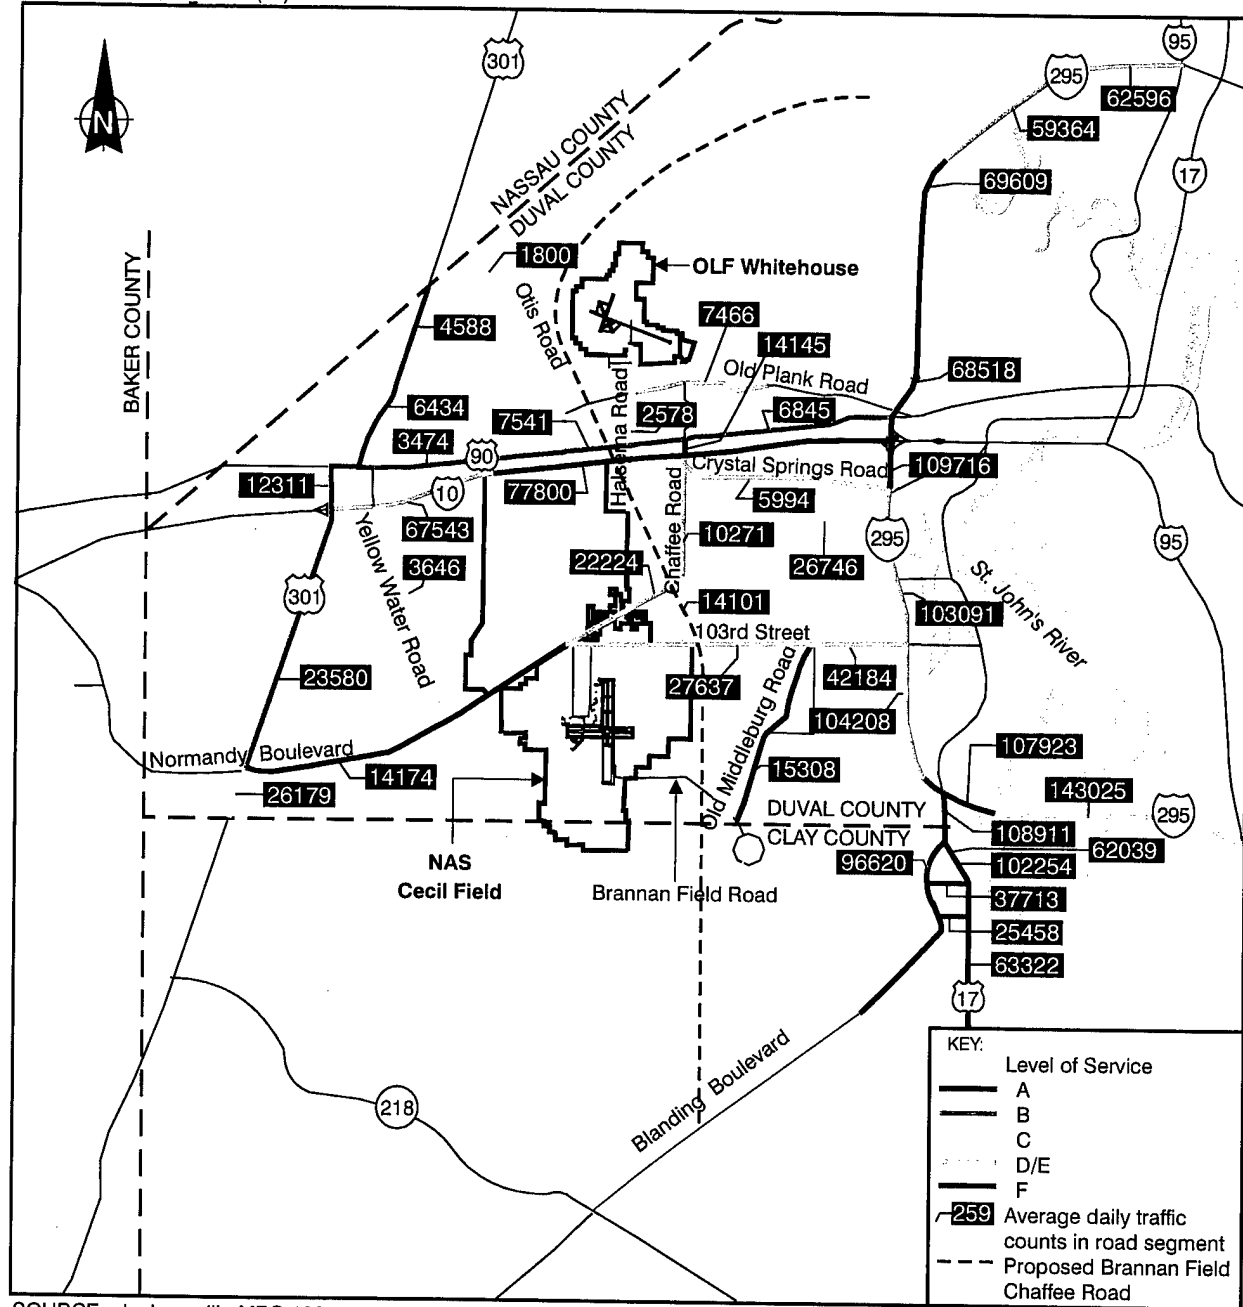 301
95
295
62596
59364
N
NASSAU COUNTY
DUVAL COUNTY
17
69609
BAKER COUNTY
1800
OLF Whitehouse
Otis Road
4588
7466
14145
68518
Old Plank Road
6434
2578
6845
7541
Halsema Road
3474
90
Crystal Springs Road
109716
12311
10
77800
5994
67543
Chaffee Road
10271
295
95
Yellow Water Road
3646
22224
26746
St. John's River
301
14101
103091
103rd Street
23580
27637
42184
Old Middleburg Road
104208
Normandy Boulevard
107923
14174
15308
26179
143025
DUVAL COUNTY
295
CLAY COUNTY
108911
62039
NAS
Cecil Field
96620
102254
Brannan Field Road
37713
25458
63322
17
Blanding Boulevard
218
KEY:
Level of Service
A
B
C
D/E
F
259 Average daily traffic
counts in road segment
Proposed Brannan Field
Chaffee Road